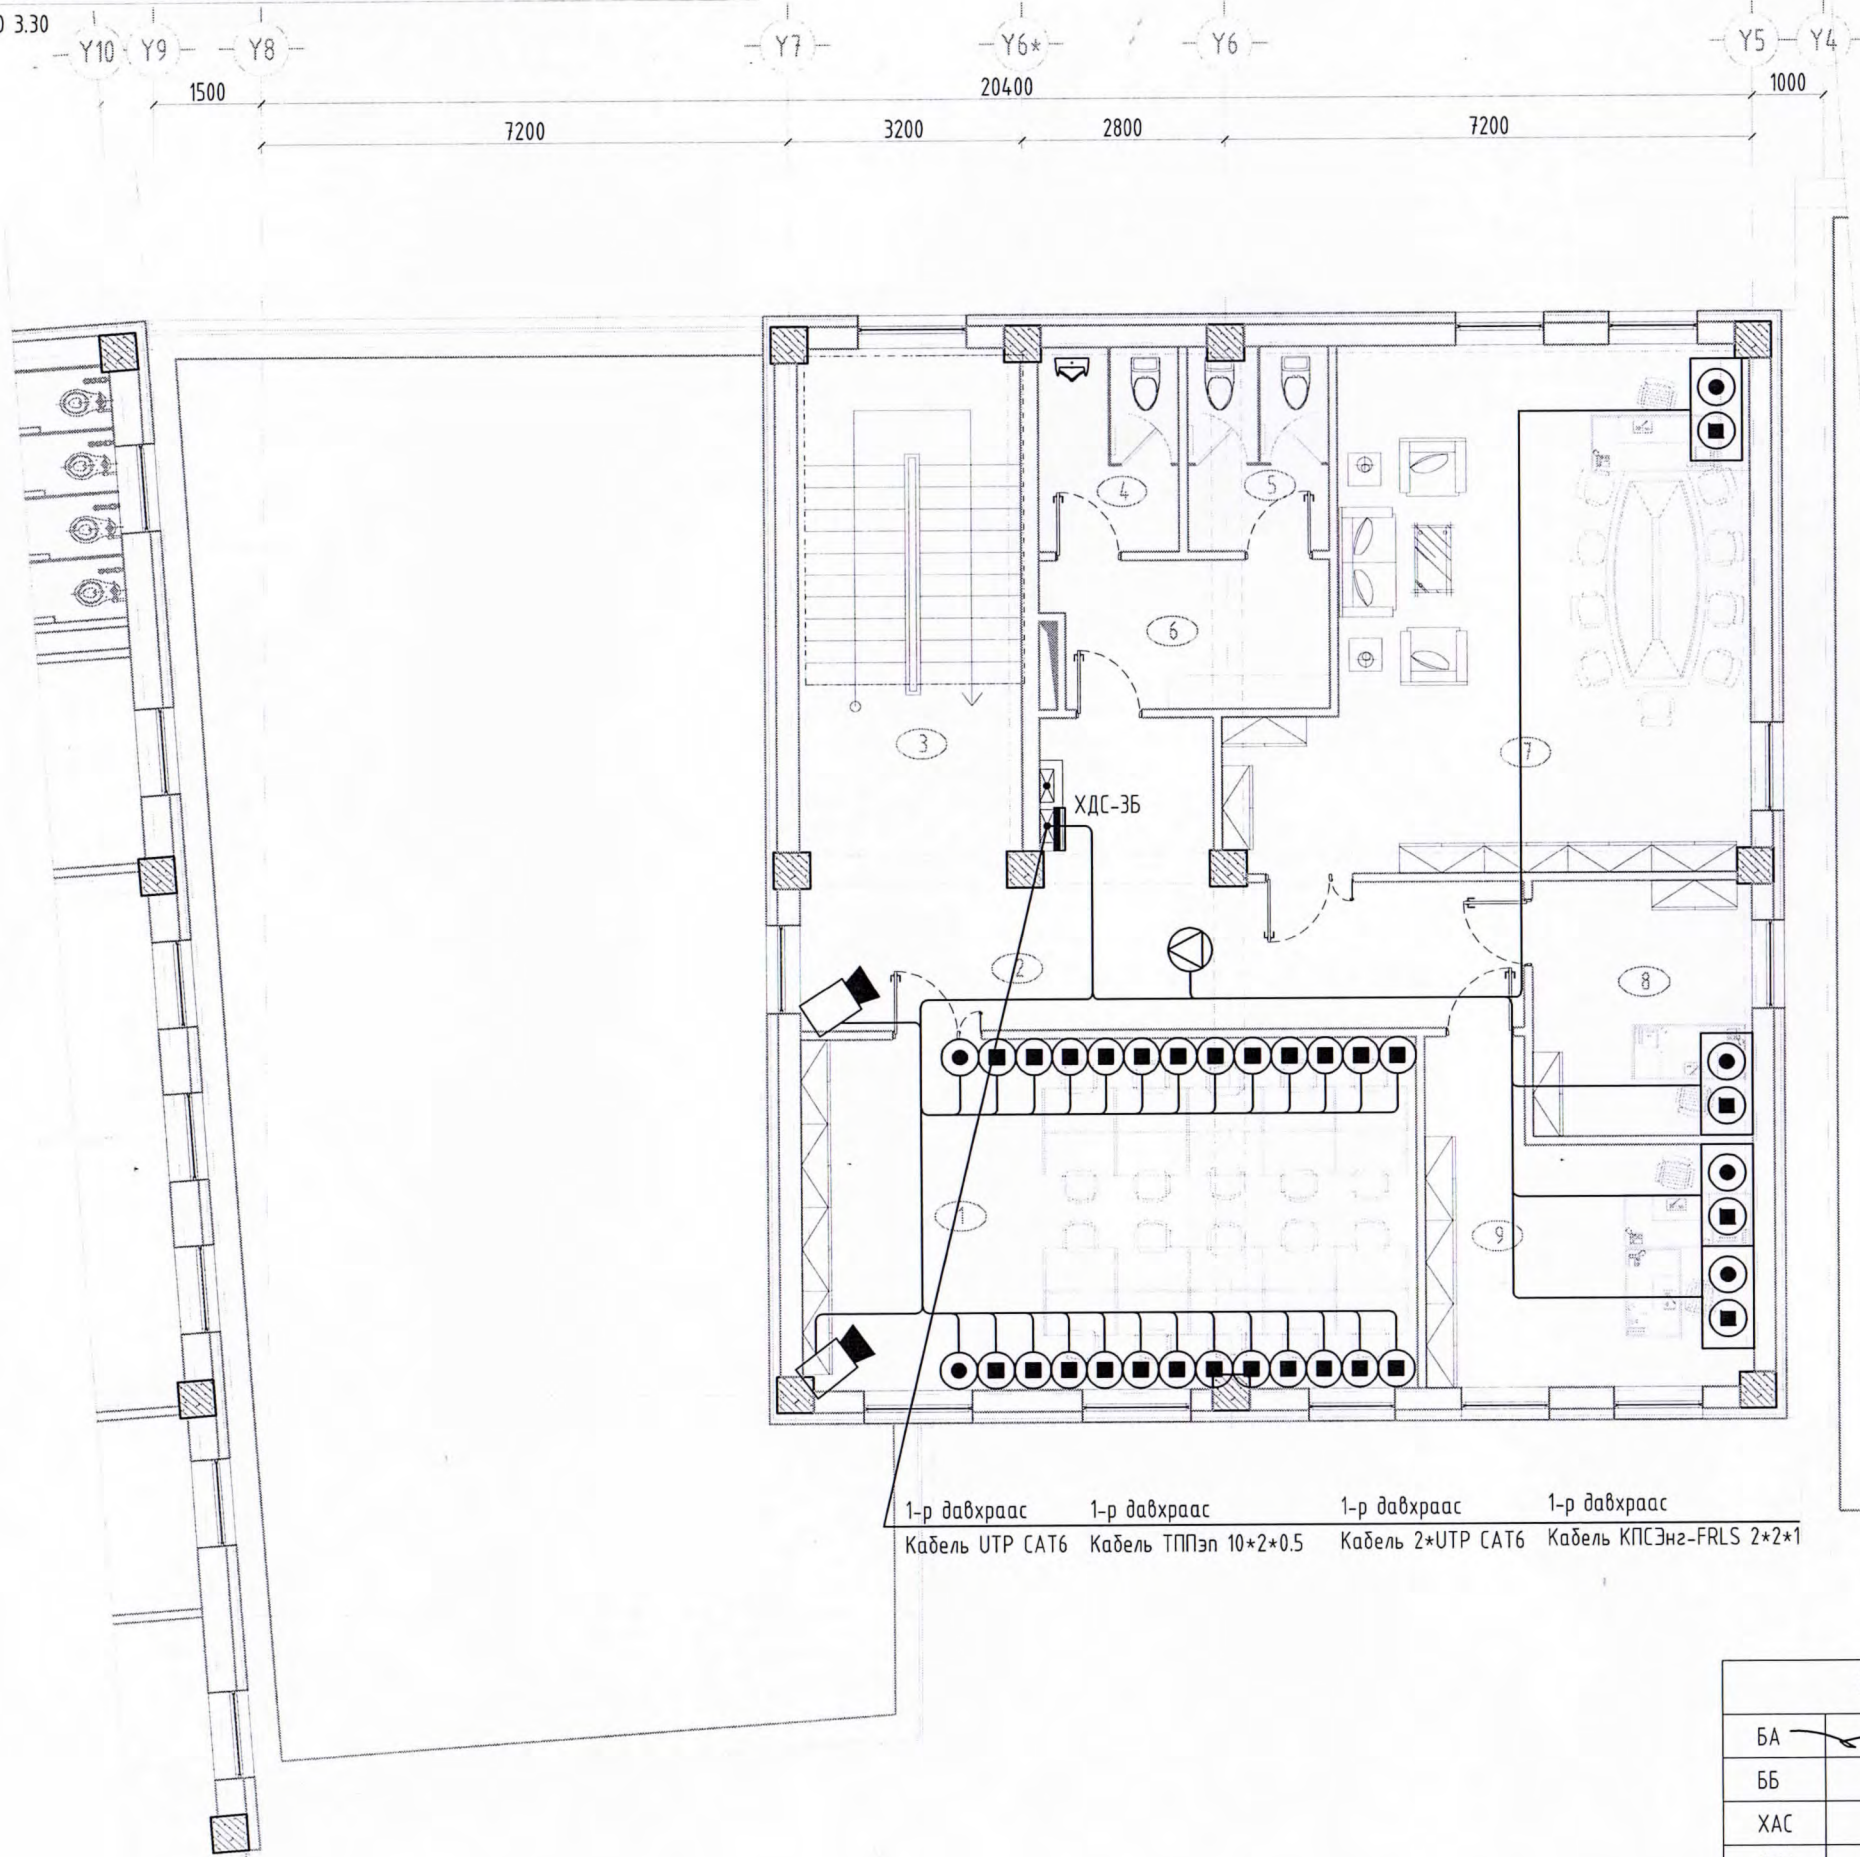 3.30
Y10 Y9 Y8 Y7 Y6* Y6 Y5 Y4
1500 20400 1000
7200 3200 2800 7200
4 5
6
3 7
ХДС-3Б
2 8
1 9
1-р давхраас 1-р давхраас 1-р давхраас 1-р давхраас
Кабель UTP CAT6 Кабель ТППэп 10*2*0.5 Кабель 2*UTP CAT6 Кабель КПСЭнг-FRLS 2*2*1
БА
ББ
ХАС